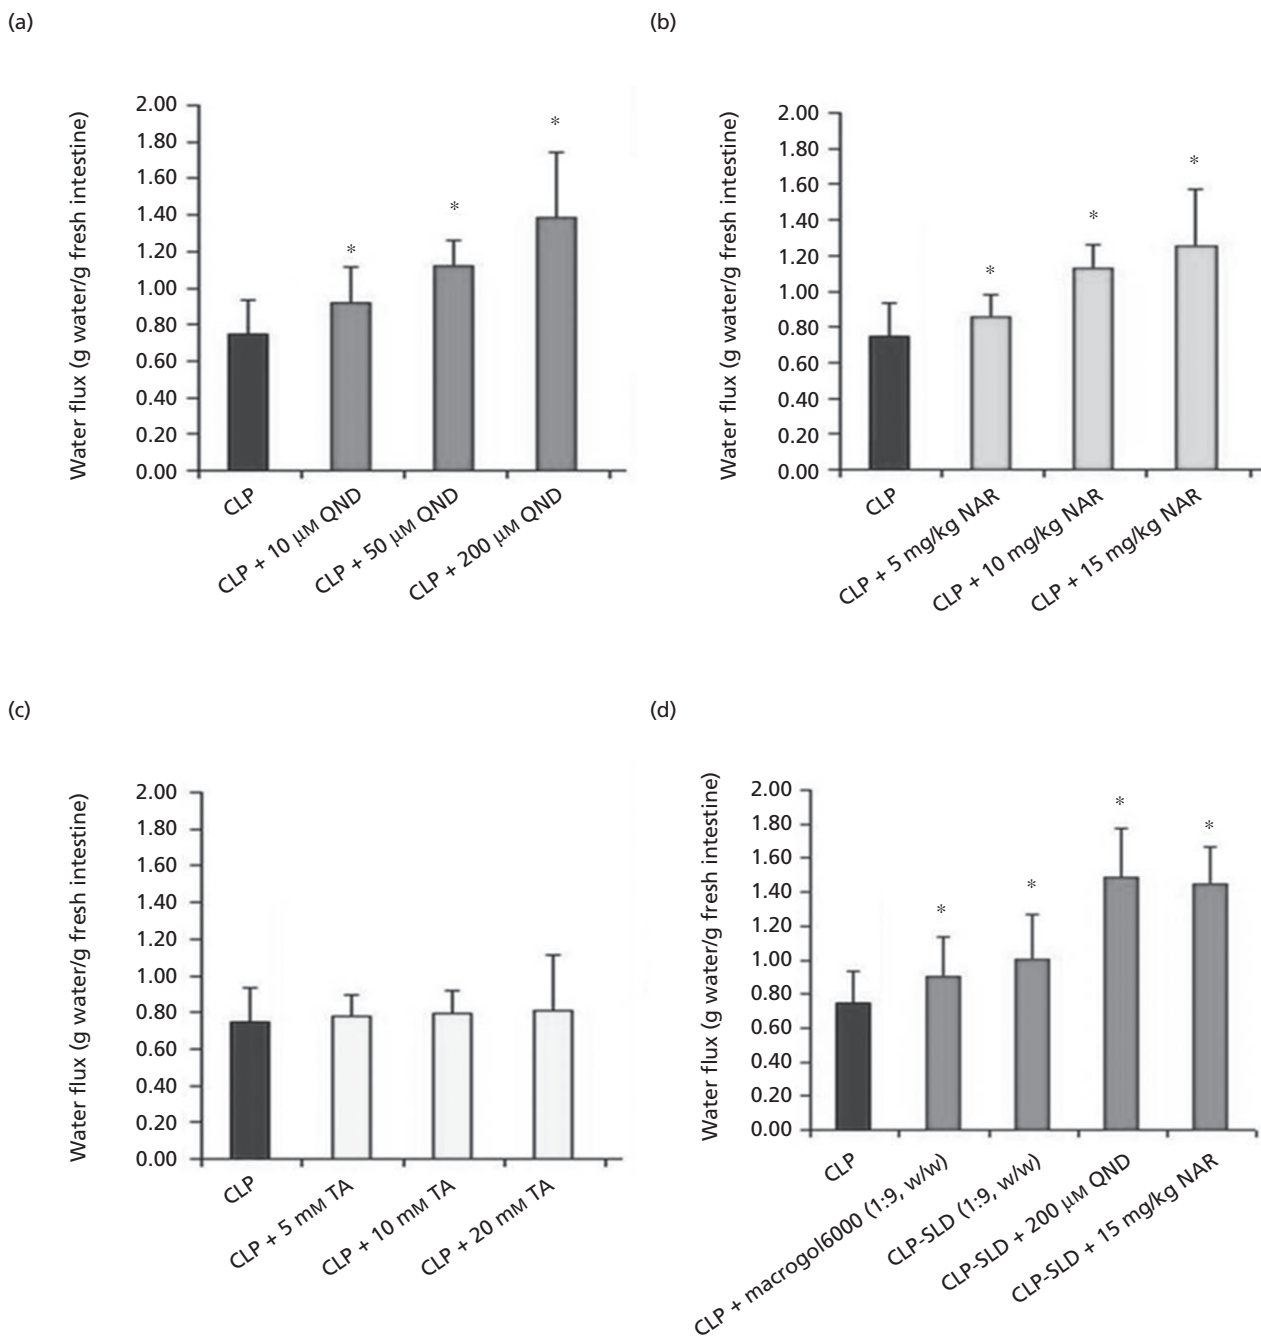 (a)
Water flux (g water/g fresh intestine)
2.00
1.80
1.60
1.40
1.20
1.00
0.80
0.60
0.40
0.20
0.00
*
*
*
CLP
CLP + 10 μM QND
CLP + 50 μM QND
CLP + 200 μM QND
(b)
Water flux (g water/g fresh intestine)
2.00
1.80
1.60
1.40
1.20
1.00
0.80
0.60
0.40
0.20
0.00
*
*
*
CLP
CLP + 5 mg/kg NAR
CLP + 10 mg/kg NAR
CLP + 15 mg/kg NAR
(c)
Water flux (g water/g fresh intestine)
2.00
1.80
1.60
1.40
1.20
1.00
0.80
0.60
0.40
0.20
0.00
CLP
CLP + 5 mM TA
CLP + 10 mM TA
CLP + 20 mM TA
(d)
Water flux (g water/g fresh intestine)
2.00
1.80
1.60
1.40
1.20
1.00
0.80
0.60
0.40
0.20
0.00
*
*
*
*
CLP
CLP + macrogol6000 (1:9, w/w)
CLP-SLD (1:9, w/w)
CLP-SLD + 200 μM QND
CLP-SLD + 15 mg/kg NAR